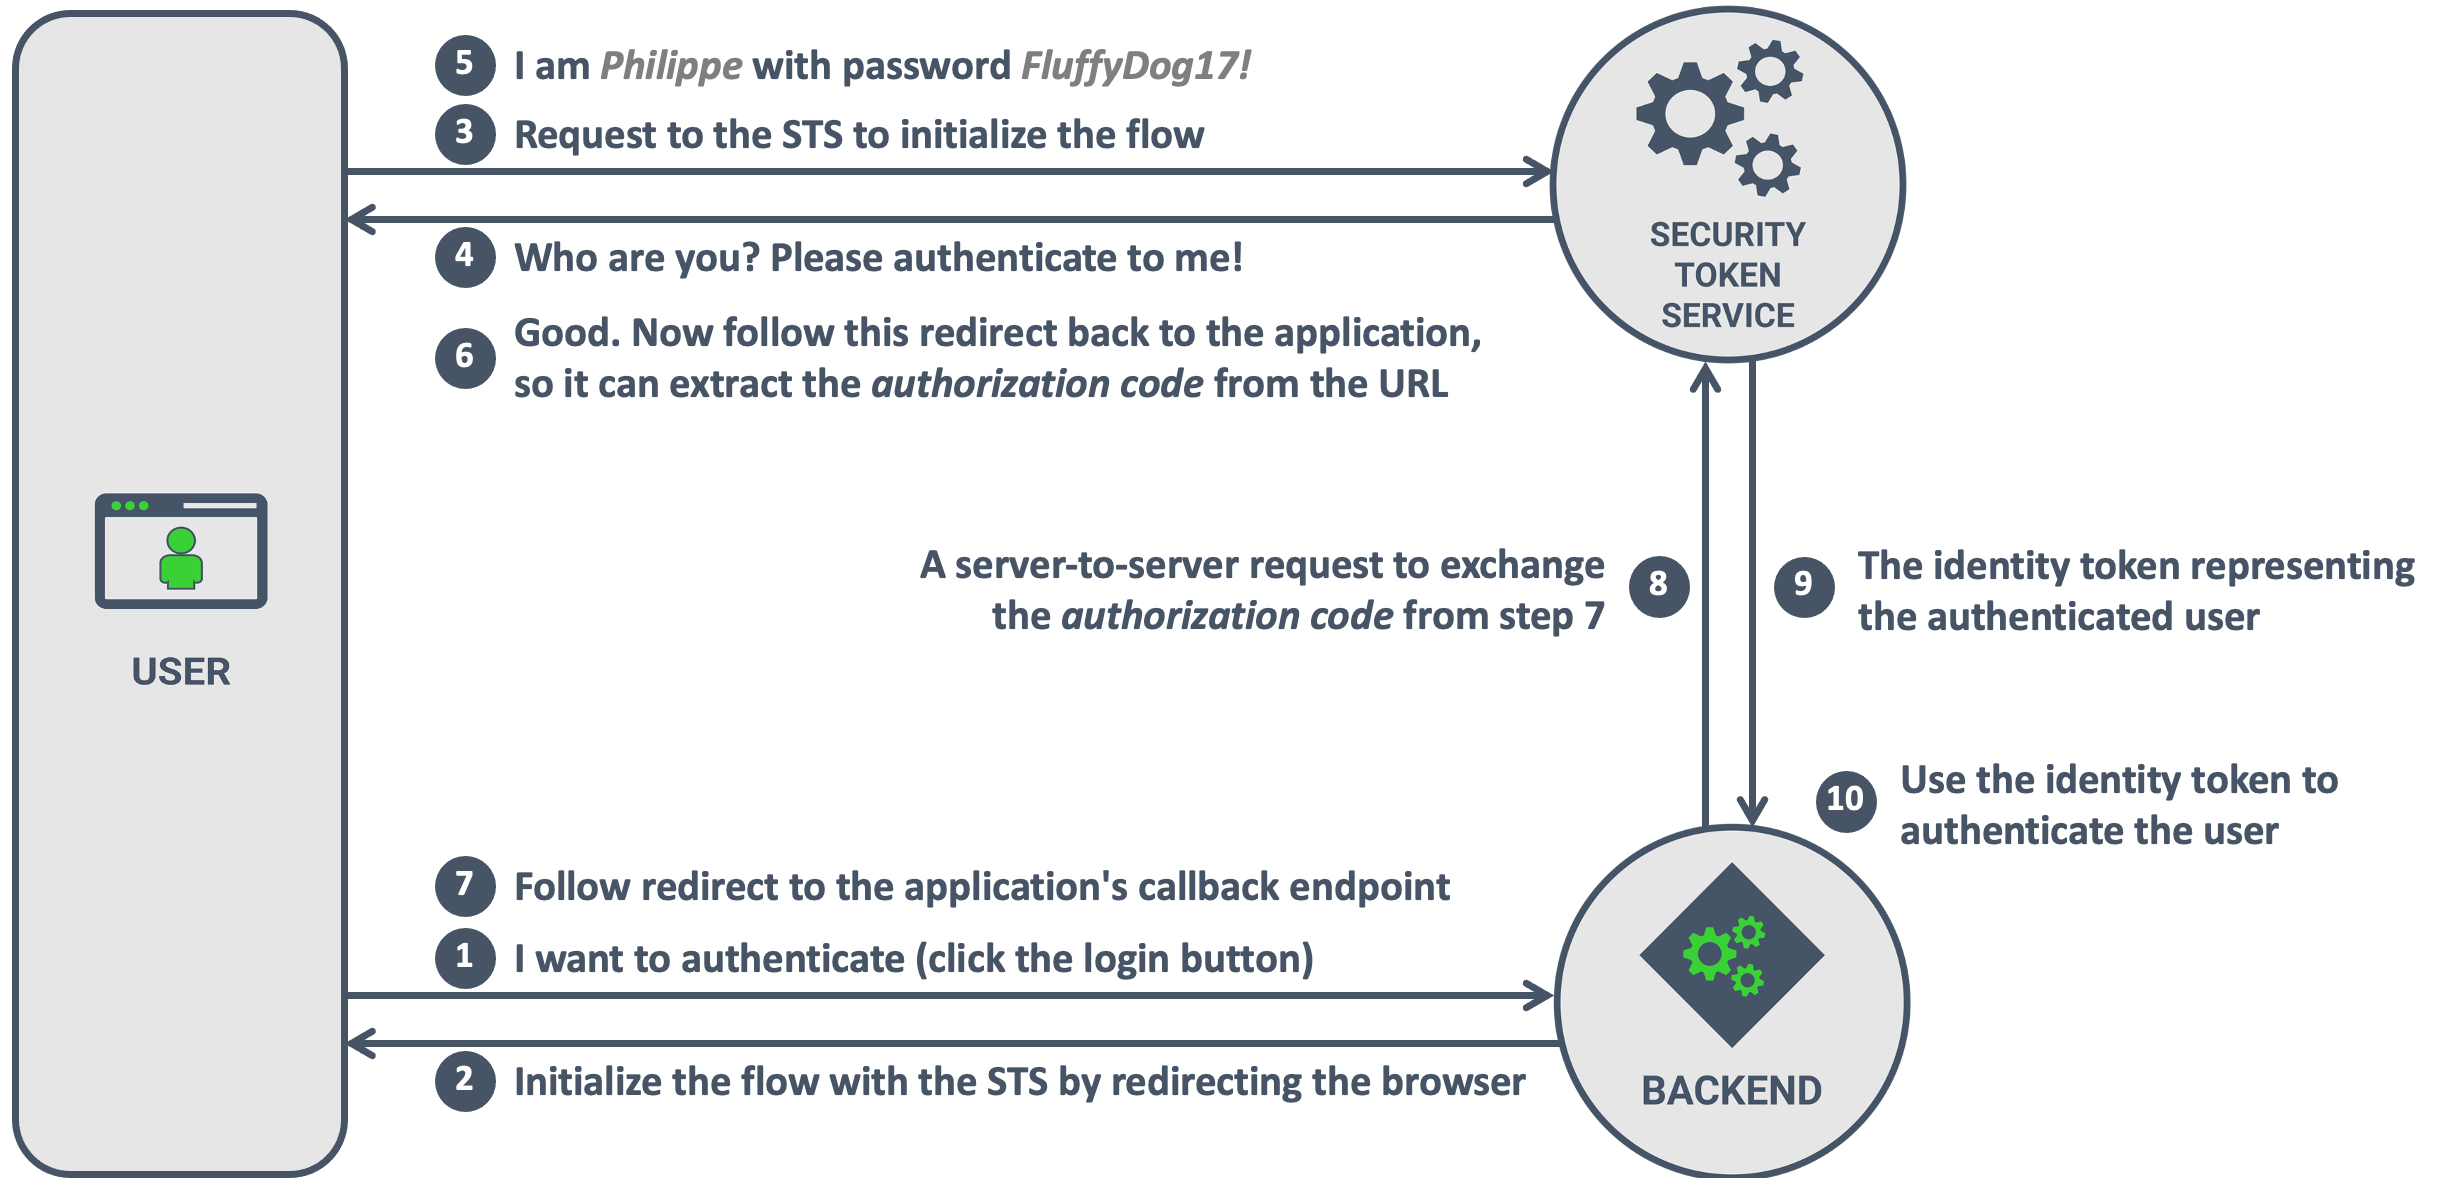 5 I am Philippe with password FluffyDog17!
3 Request to the STS to initialize the flow
4 Who are you? Please authenticate to me!
6 Good. Now follow this redirect back to the application,
so it can extract the authorization code from the URL
SECURITY
TOKEN
SERVICE
USER
A server-to-server request to exchange
the authorization code from step 7
8
9 The identity token representing
the authenticated user
10 Use the identity token to
authenticate the user
7 Follow redirect to the application's callback endpoint
1 I want to authenticate (click the login button)
2 Initialize the flow with the STS by redirecting the browser
BACKEND